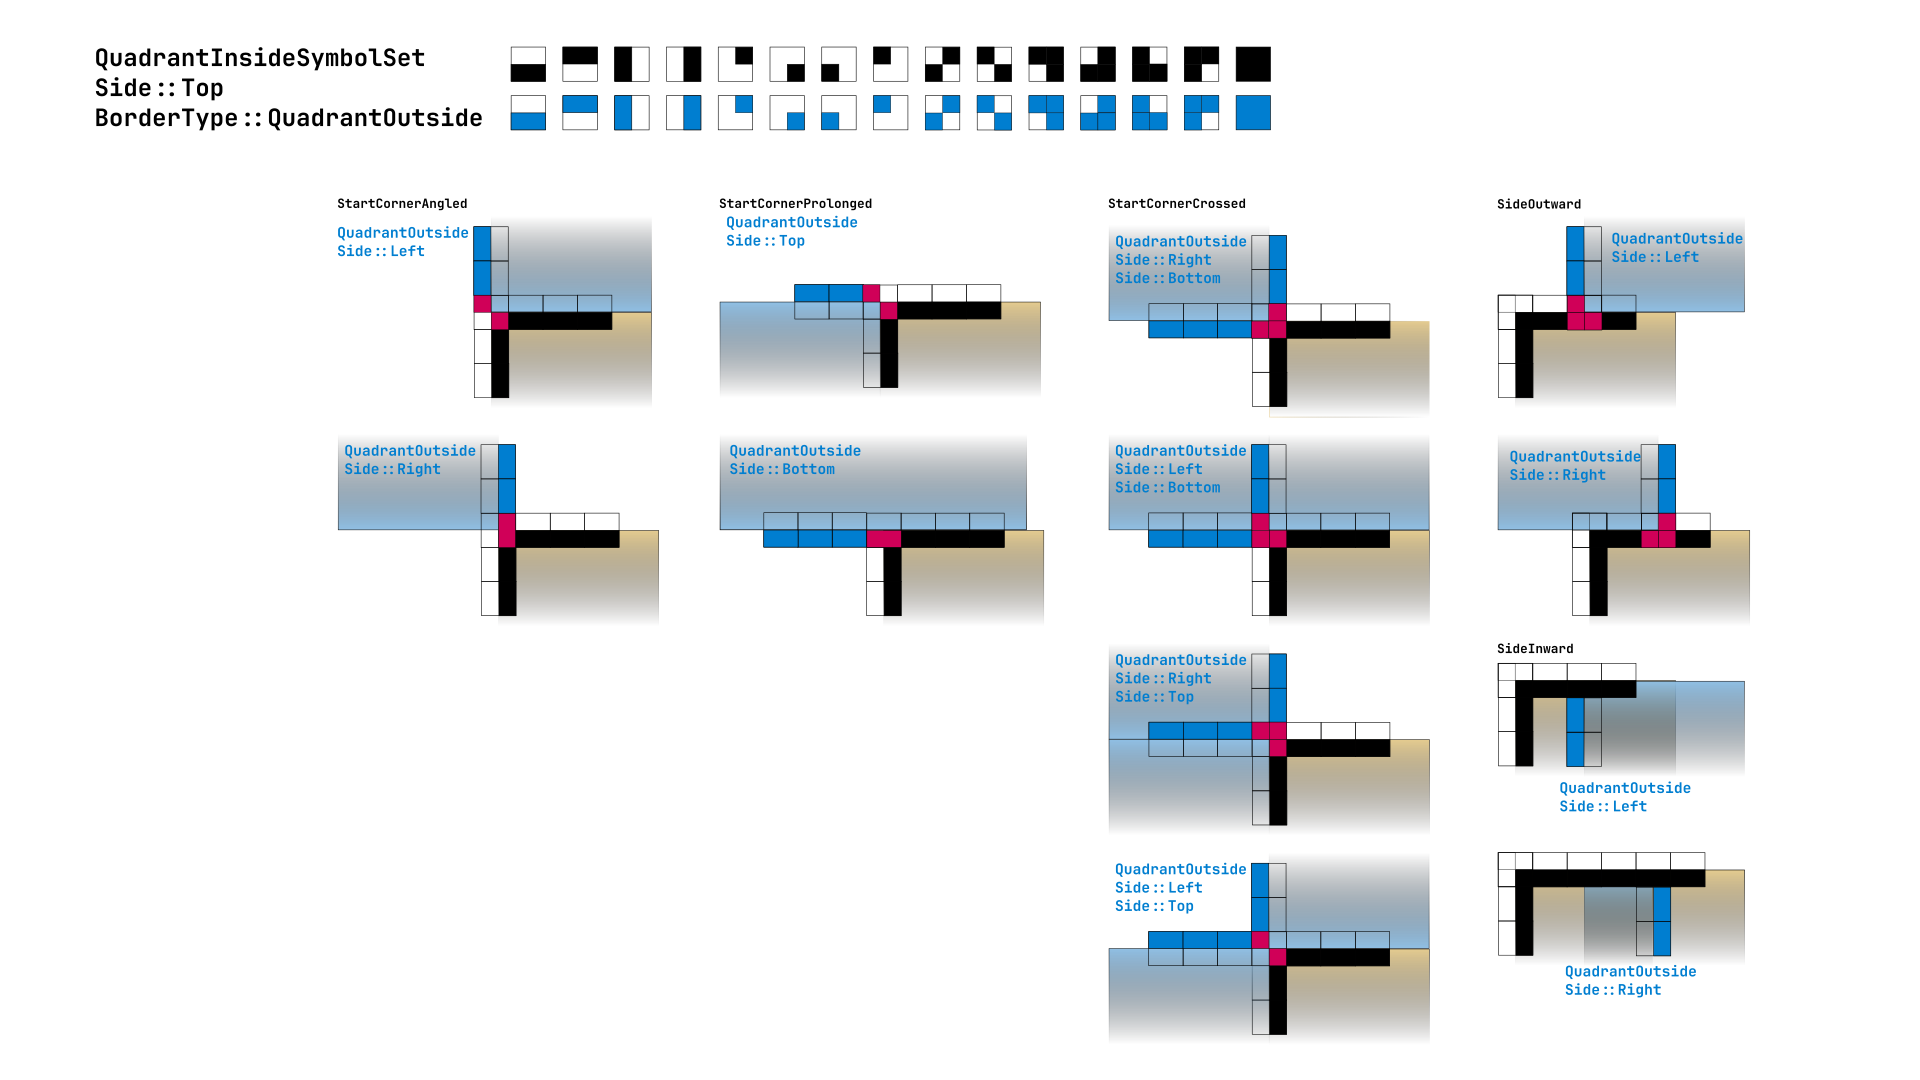 QuadrantInsideSymbolSet
Side::Top
BorderType::QuadrantOutside
StartCornerAngled
QuadrantOutside
Side::Left
QuadrantOutside
Side::Right
StartCornerProlonged
QuadrantOutside
Side::Top
QuadrantOutside
Side::Bottom
StartCornerCrossed
QuadrantOutside
Side::Right
Side::Bottom
QuadrantOutside
Side::Left
Side::Bottom
QuadrantOutside
Side::Right
Side::Top
QuadrantOutside
Side::Left
Side::Top
SideOutward
QuadrantOutside
Side::Left
QuadrantOutside
Side::Right
SideInward
QuadrantOutside
Side::Left
QuadrantOutside
Side::Right